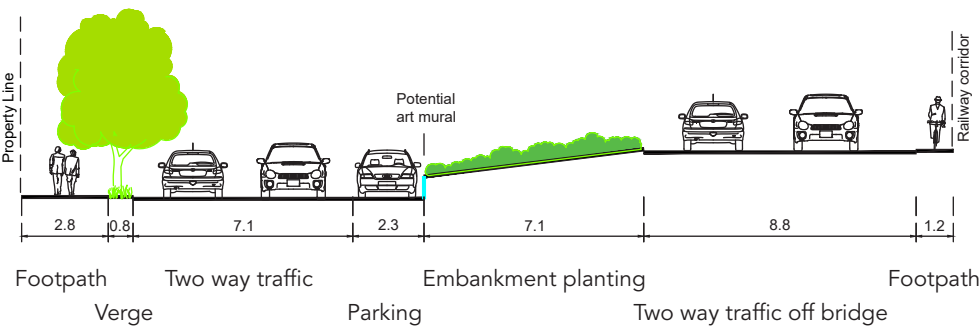 Property Line
Potential
art mural
Railway corridor
2.8
0.8
7.1
2.3
7.1
8.8
1.2
Footpath
Two way traffic
Embankment planting
Footpath
Verge
Parking
Two way traffic off bridge